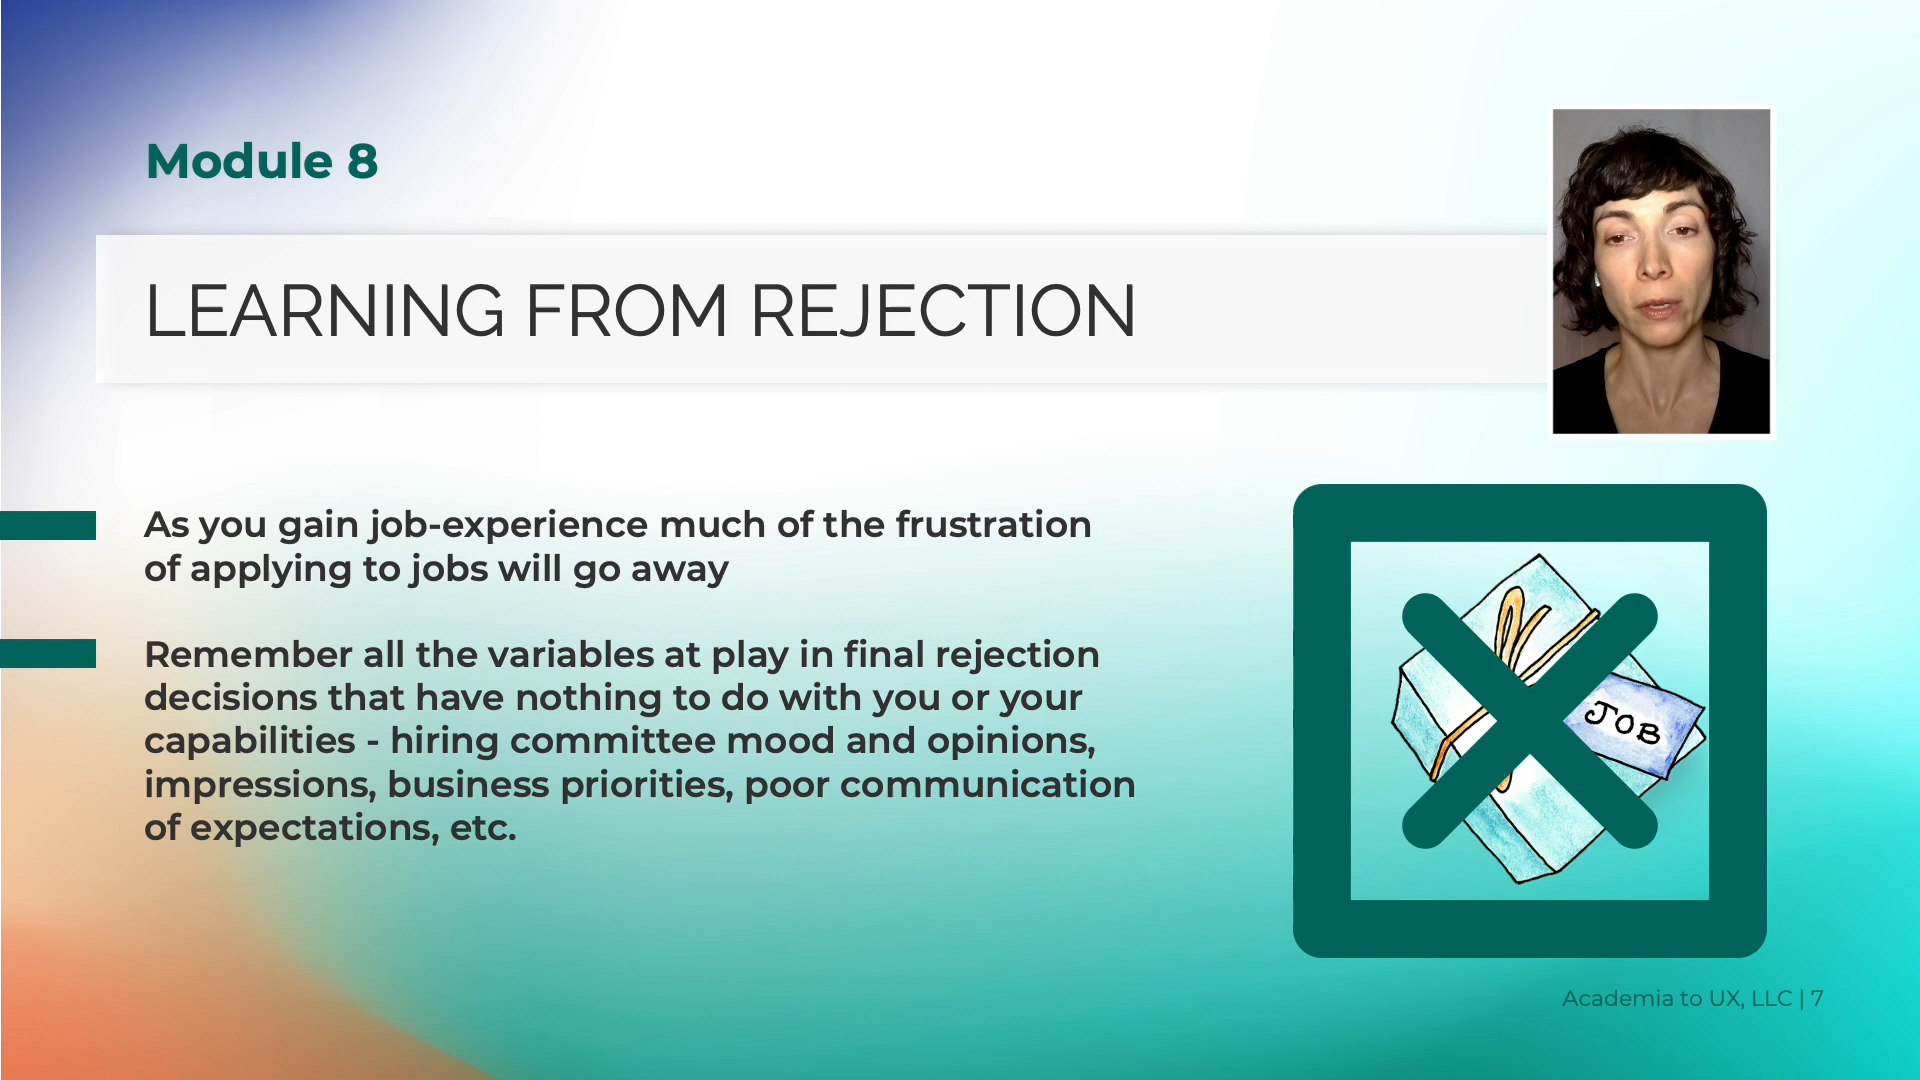 Module 8
LEARNING FROM REJECTION
As you gain job-experience much of the frustration
of applying to jobs will go away
Remember all the variables at play in final rejection
decisions that have nothing to do with you or your
capabilities - hiring committee mood and opinions,
impressions, business priorities, poor communication
of expectations, etc.
JOB
Academia to UX, LLC | 7